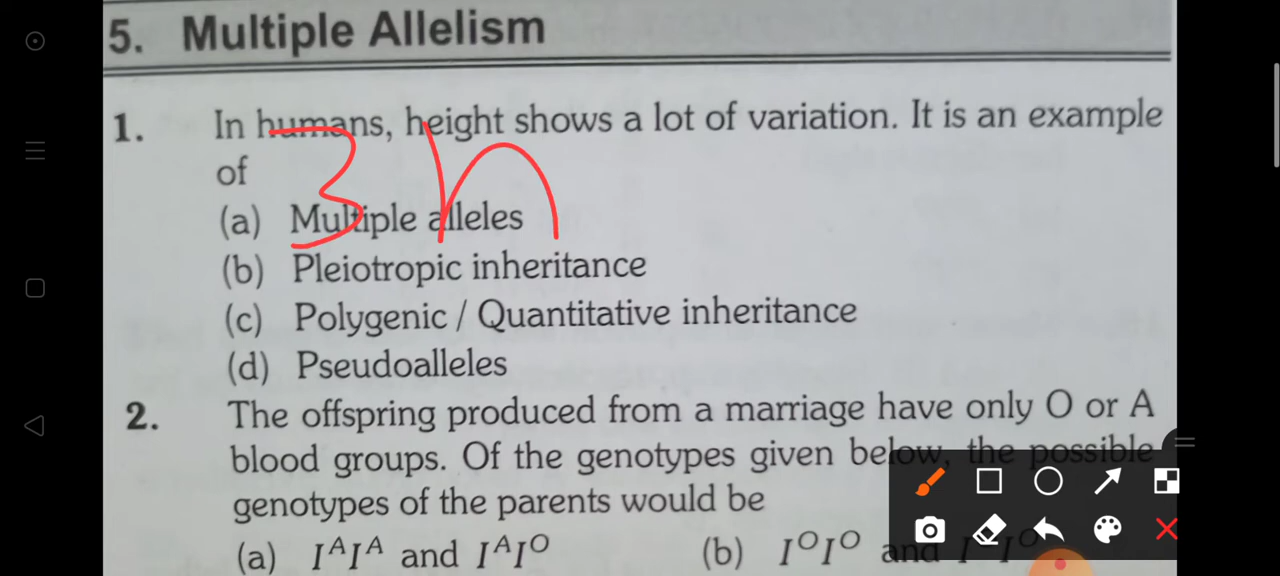 5. Multiple Allelism
1. In humans, height shows a lot of variation. It is an example
of
(a) Multiple alleles
(b) Pleiotropic inheritance
(c) Polygenic / Quantitative inheritance
(d) Pseudoalleles
3n
2. The offspring produced from a marriage have only O or A
blood groups. Of the genotypes given below, the possible
genotypes of the parents would be
(a) I^A I^A and I^A I^O
(b) I^O I^O and